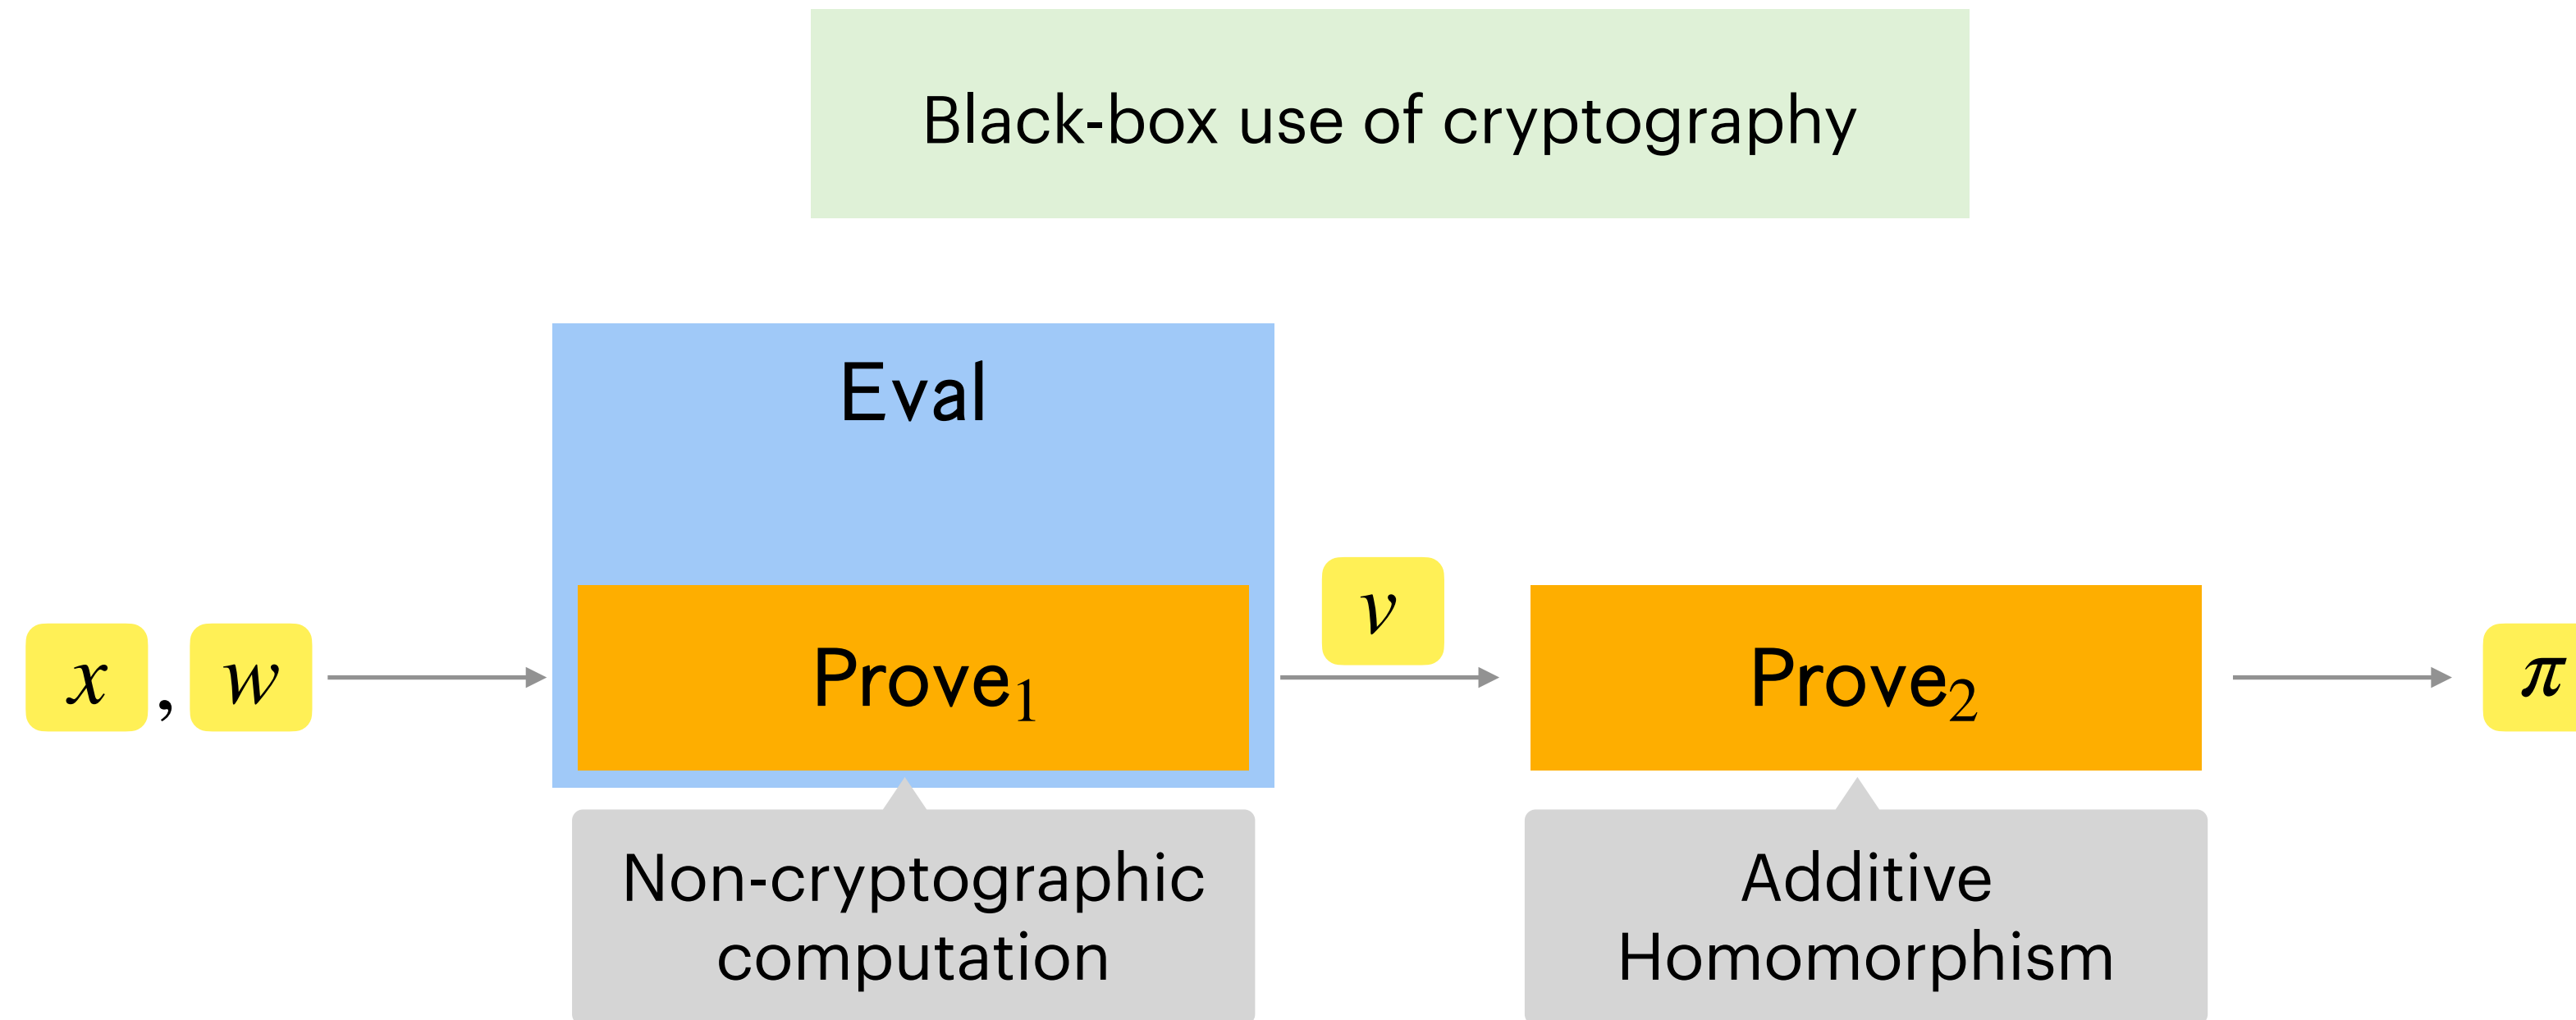 Black-box use of cryptography
Eval
v
x , w
Prove₁
Prove₂
π
Non-cryptographic
computation
Additive
Homomorphism